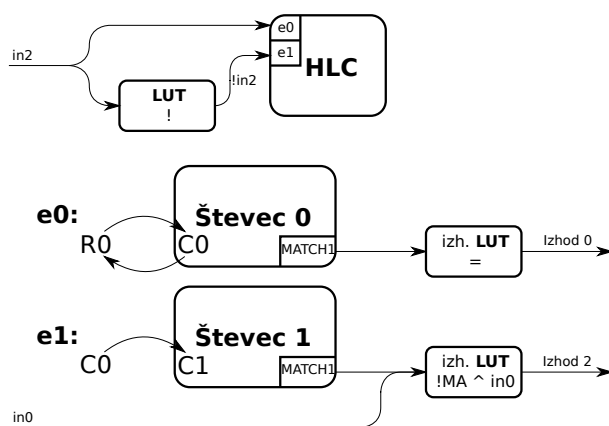 in2
e0
e1
HLC
LUT
!
!in2
e0:
R0
Števec 0
C0
MATCH1
izh. LUT
=
Izhod 0
e1:
C0
Števec 1
C1
MATCH1
izh. LUT
!MA ^ in0
Izhod 2
in0